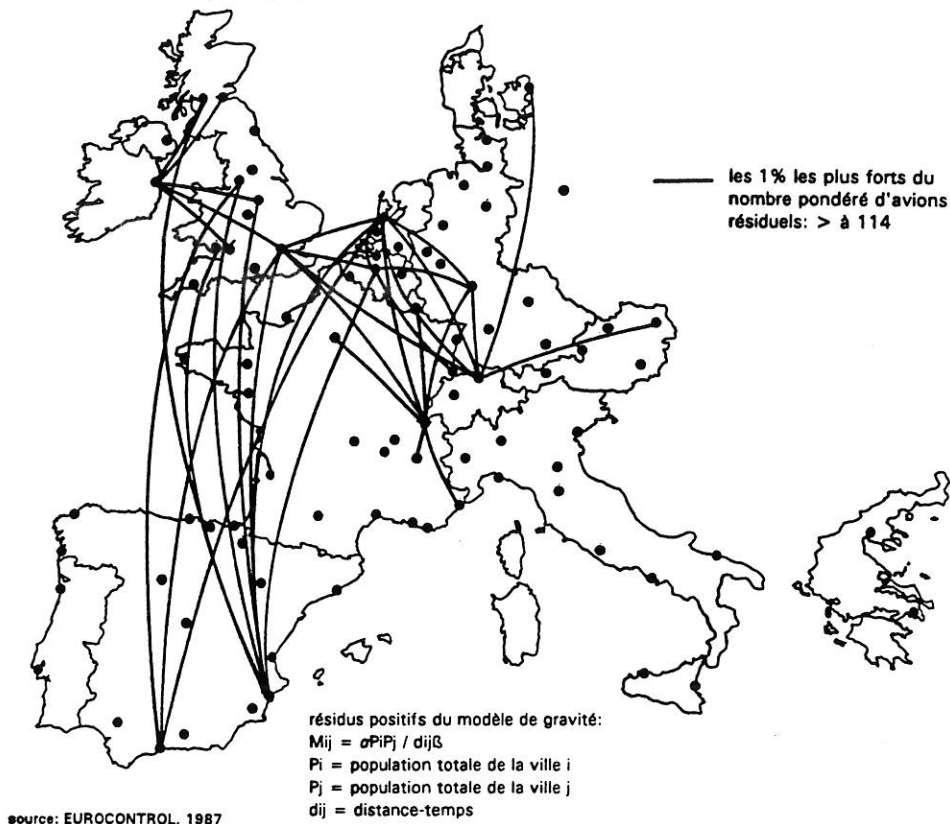 les 1% les plus forts du
nombre pondéré d'avions
résiduels: > à 114
résidus positifs du modèle de gravité:
Mij = αPiPj / dijβ
Pi = population totale de la ville i
Pj = population totale de la ville j
dij = distance-temps
source: EUROCONTROL, 1987